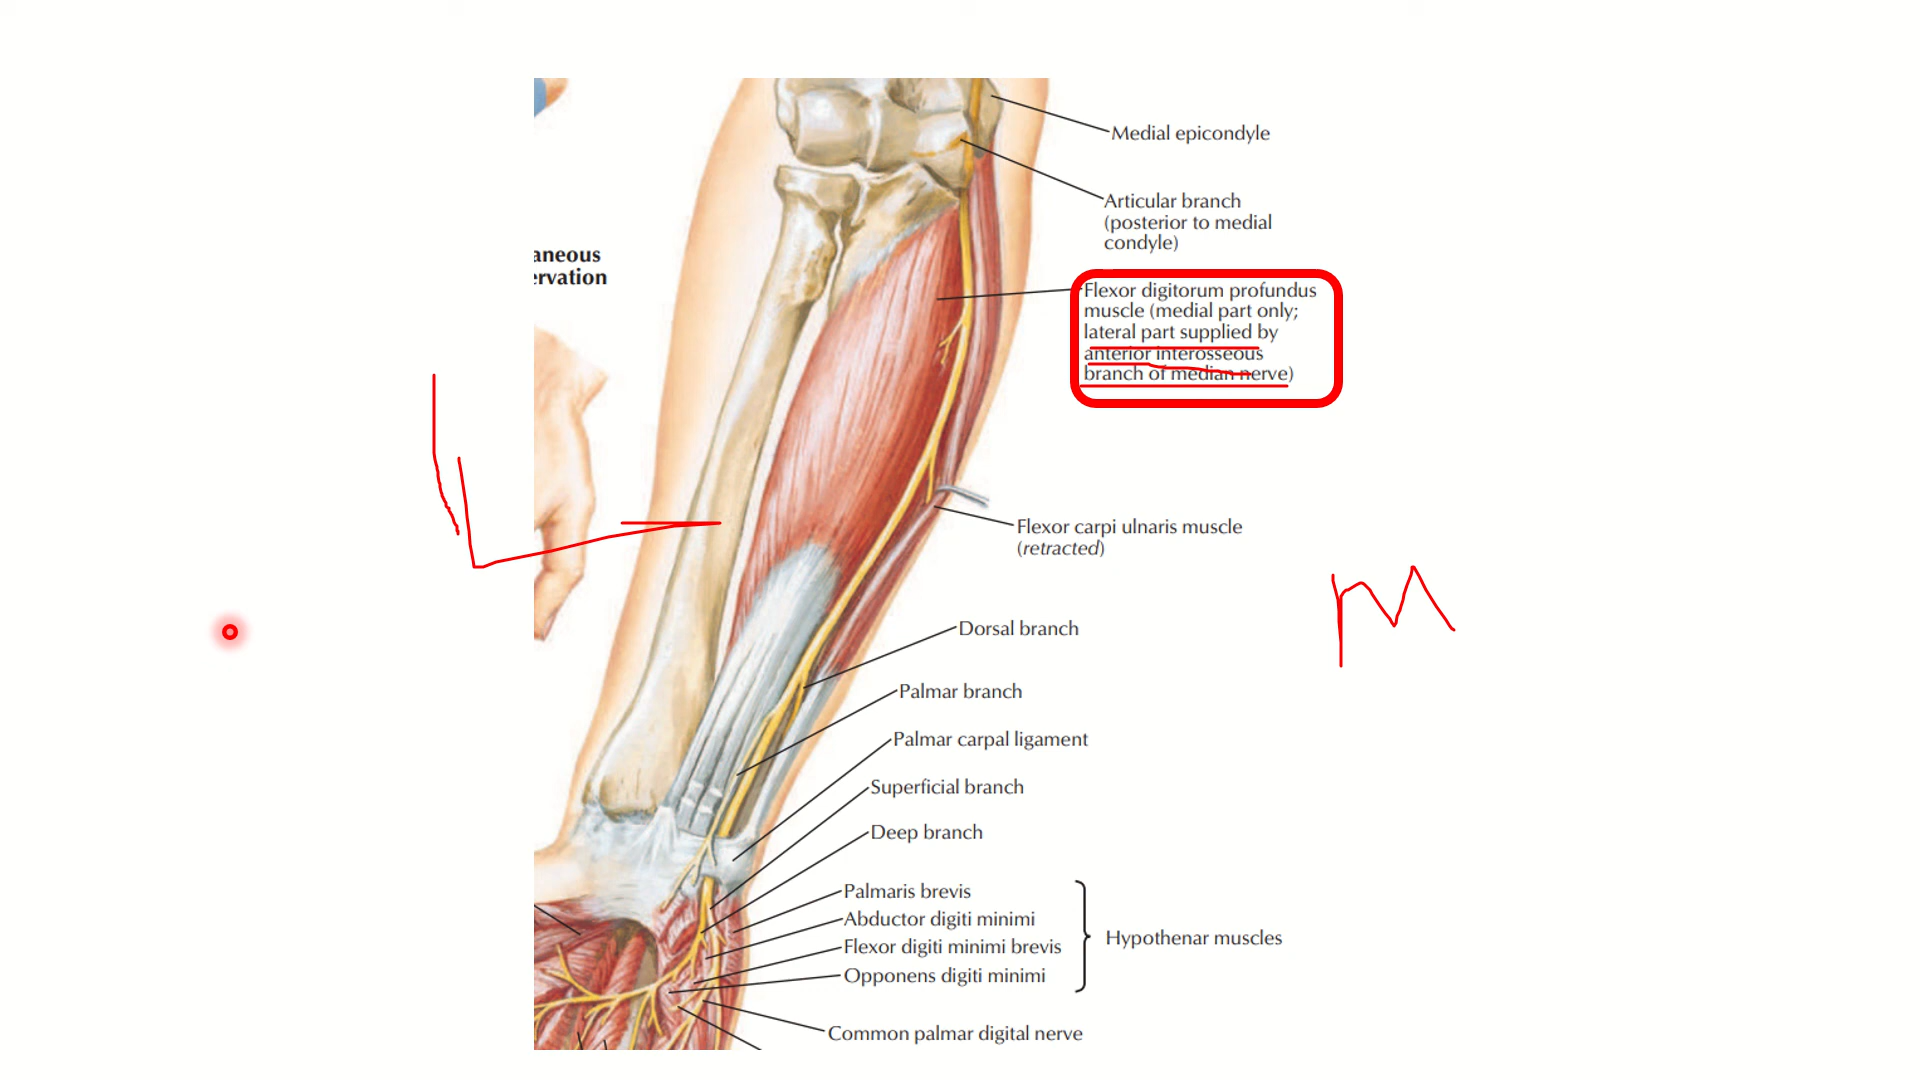 Medial epicondyle
Articular branch
(posterior to medial
condyle)
aneous
ervation
Flexor digitorum profundus
muscle (medial part only;
lateral part supplied by
anterior interosseous
branch of median nerve)
Flexor carpi ulnaris muscle
(retracted)
L
M
Dorsal branch
Palmar branch
Palmar carpal ligament
Superficial branch
Deep branch
Palmaris brevis
Abductor digiti minimi
Flexor digiti minimi brevis
Opponens digiti minimi
Hypothenar muscles
Common palmar digital nerve